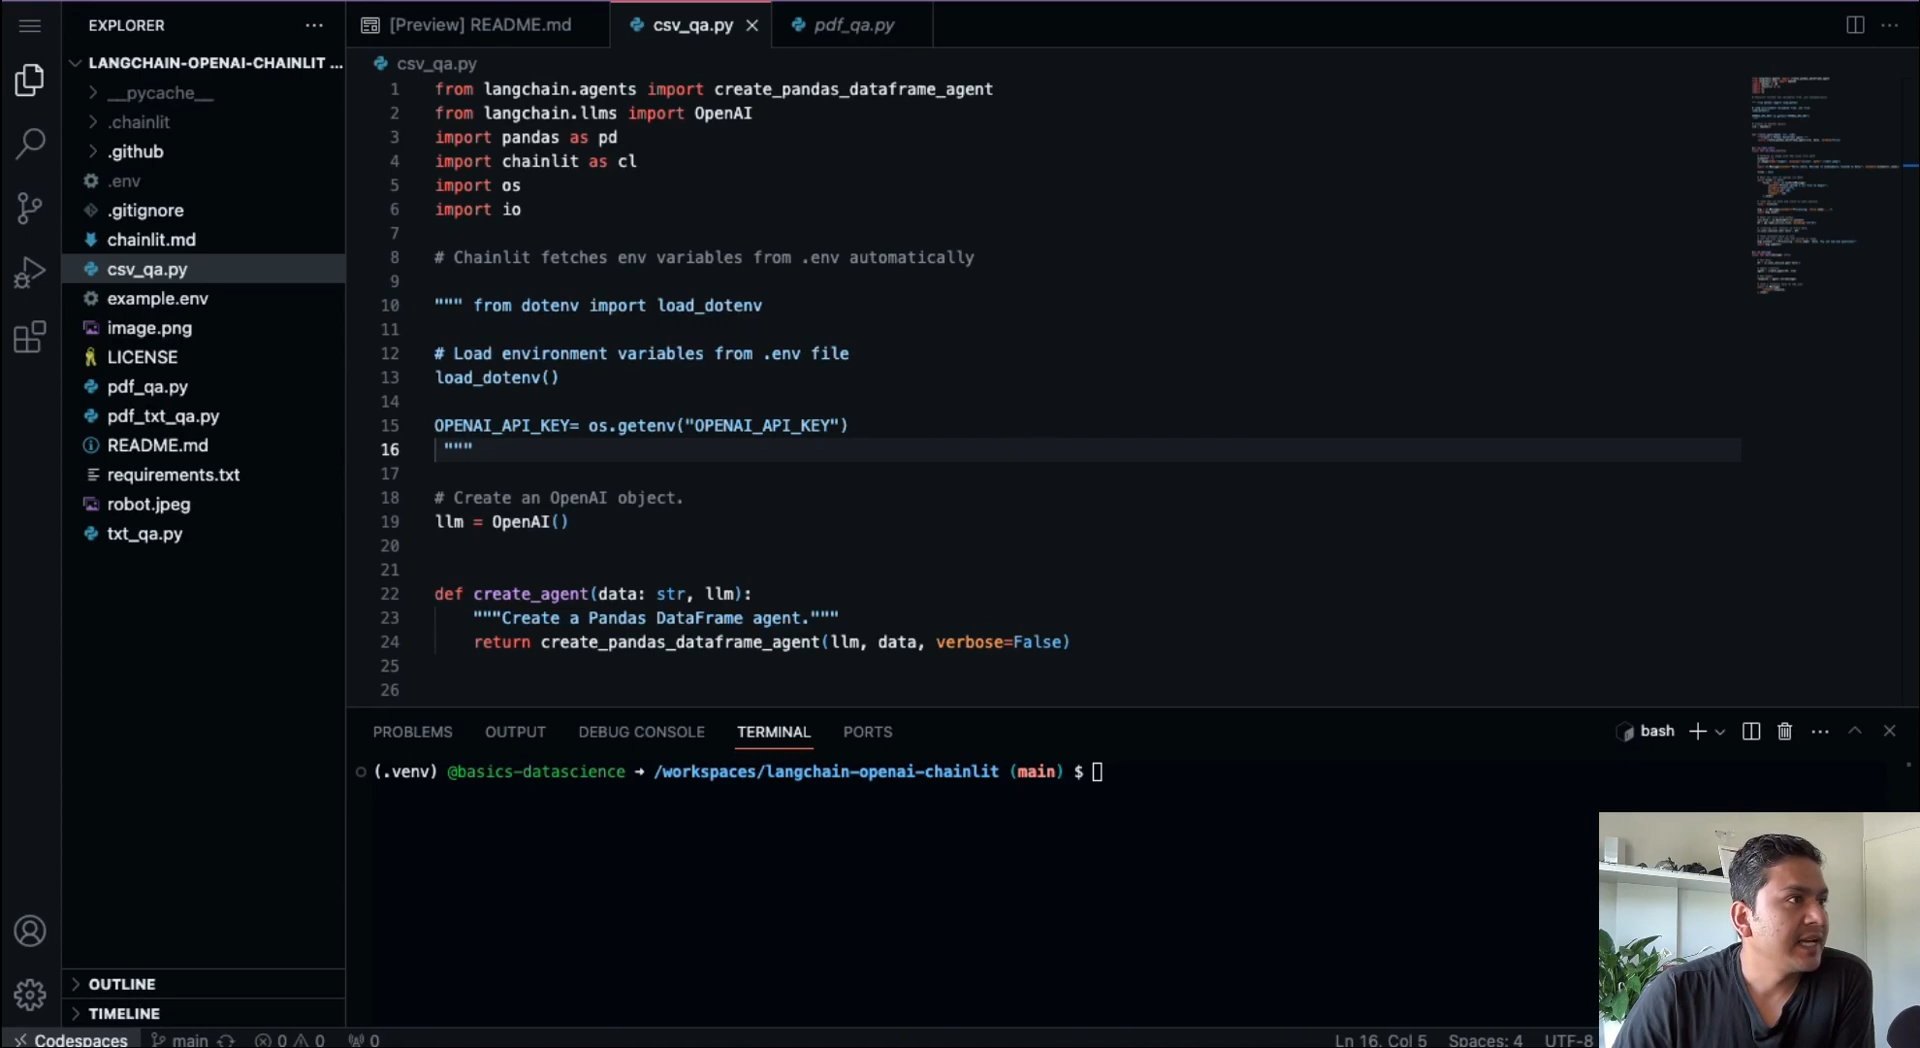 EXPLORER
LANGCHAIN-OPENAI-CHAINLIT ...
__pycache__
.chainlit
.github
.env
.gitignore
chainlit.md
csv_qa.py
example.env
image.png
LICENSE
pdf_qa.py
pdf_txt_qa.py
README.md
requirements.txt
robot.jpeg
txt_qa.py
OUTLINE
TIMELINE
[Preview] README.md
csv_qa.py
pdf_qa.py
csv_qa.py
1 from langchain.agents import create_pandas_dataframe_agent
2 from langchain.llms import OpenAI
3 import pandas as pd
4 import chainlit as cl
5 import os
6 import io
7
8 # Chainlit fetches env variables from .env automatically
9
10 """ from dotenv import load_dotenv
11
12 # Load environment variables from .env file
13 load_dotenv()
14
15 OPENAI_API_KEY= os.getenv("OPENAI_API_KEY")
16 """
17
18 # Create an OpenAI object.
19 llm = OpenAI()
20
21
22 def create_agent(data: str, llm):
23 """Create a Pandas DataFrame agent."""
24 return create_pandas_dataframe_agent(llm, data, verbose=False)
25
26
PROBLEMS OUTPUT DEBUG CONSOLE TERMINAL PORTS
bash
(.venv) @basics-datascience ➜ /workspaces/langchain-openai-chainlit (main) $
Codespaces main 0 0 0 Ln 16, Col 5 Spaces: 4 UTF-8